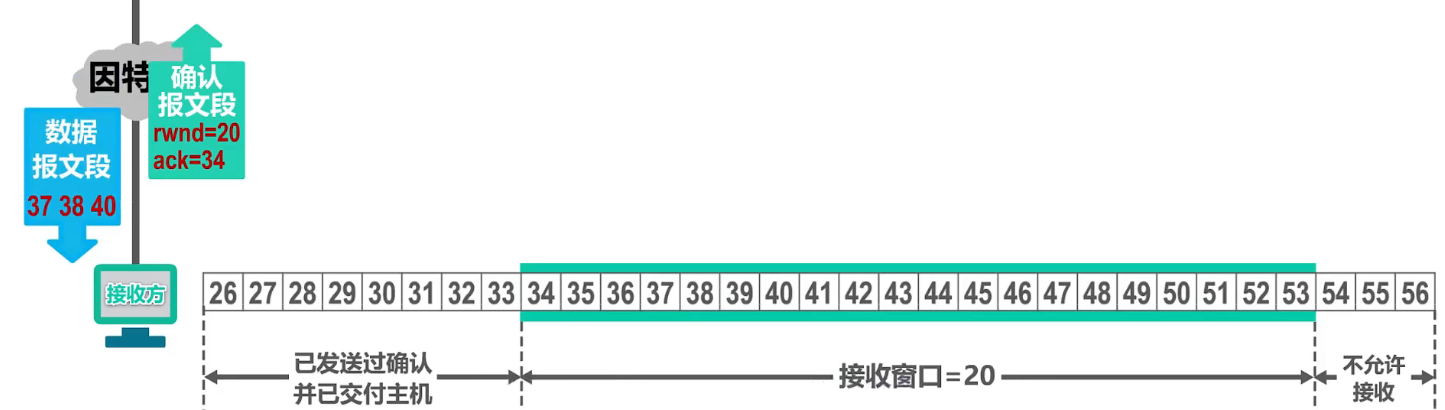 因特
确认
报文段
rwnd=20
ack=34
数据
报文段
37 38 40
接收方
26 27 28 29 30 31 32 33 34 35 36 37 38 39 40 41 42 43 44 45 46 47 48 49 50 51 52 53 54 55 56
已发送过确认
并已交付主机
接收窗口=20
不允许
接收